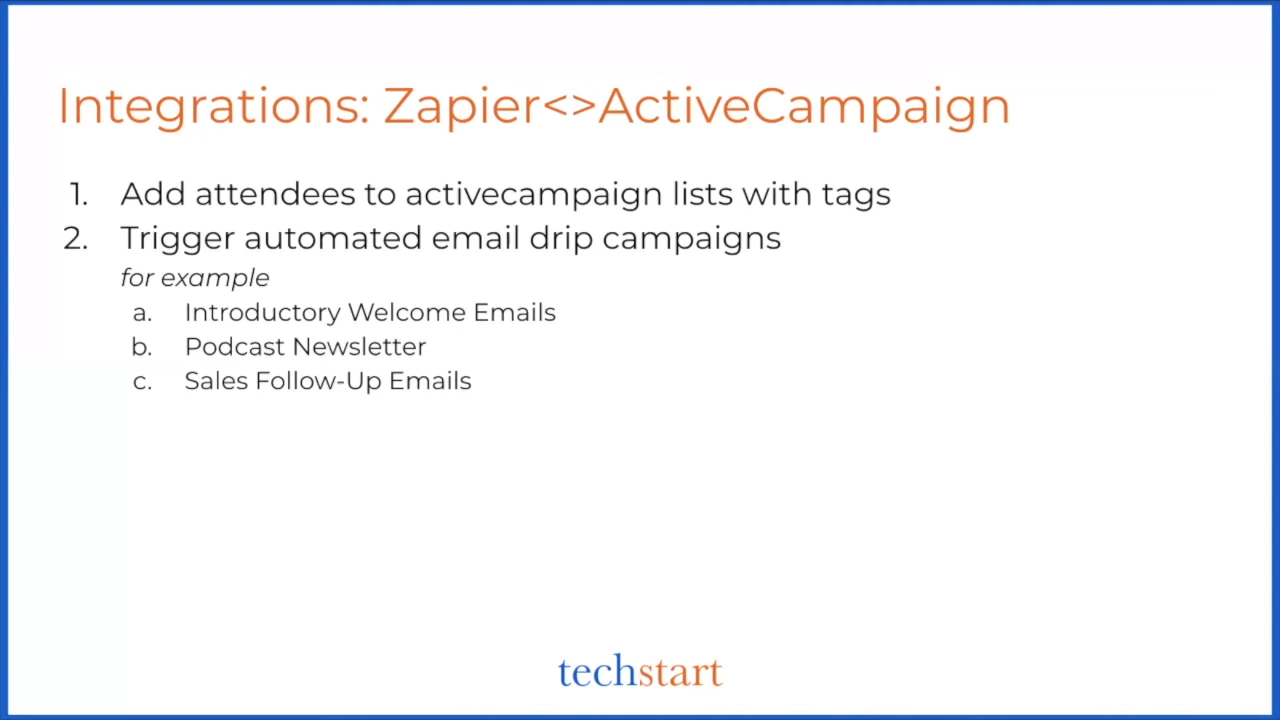 Integrations: Zapier<>ActiveCampaign
1. Add attendees to activecampaign lists with tags
2. Trigger automated email drip campaigns
for example
a. Introductory Welcome Emails
b. Podcast Newsletter
c. Sales Follow-Up Emails
techstart